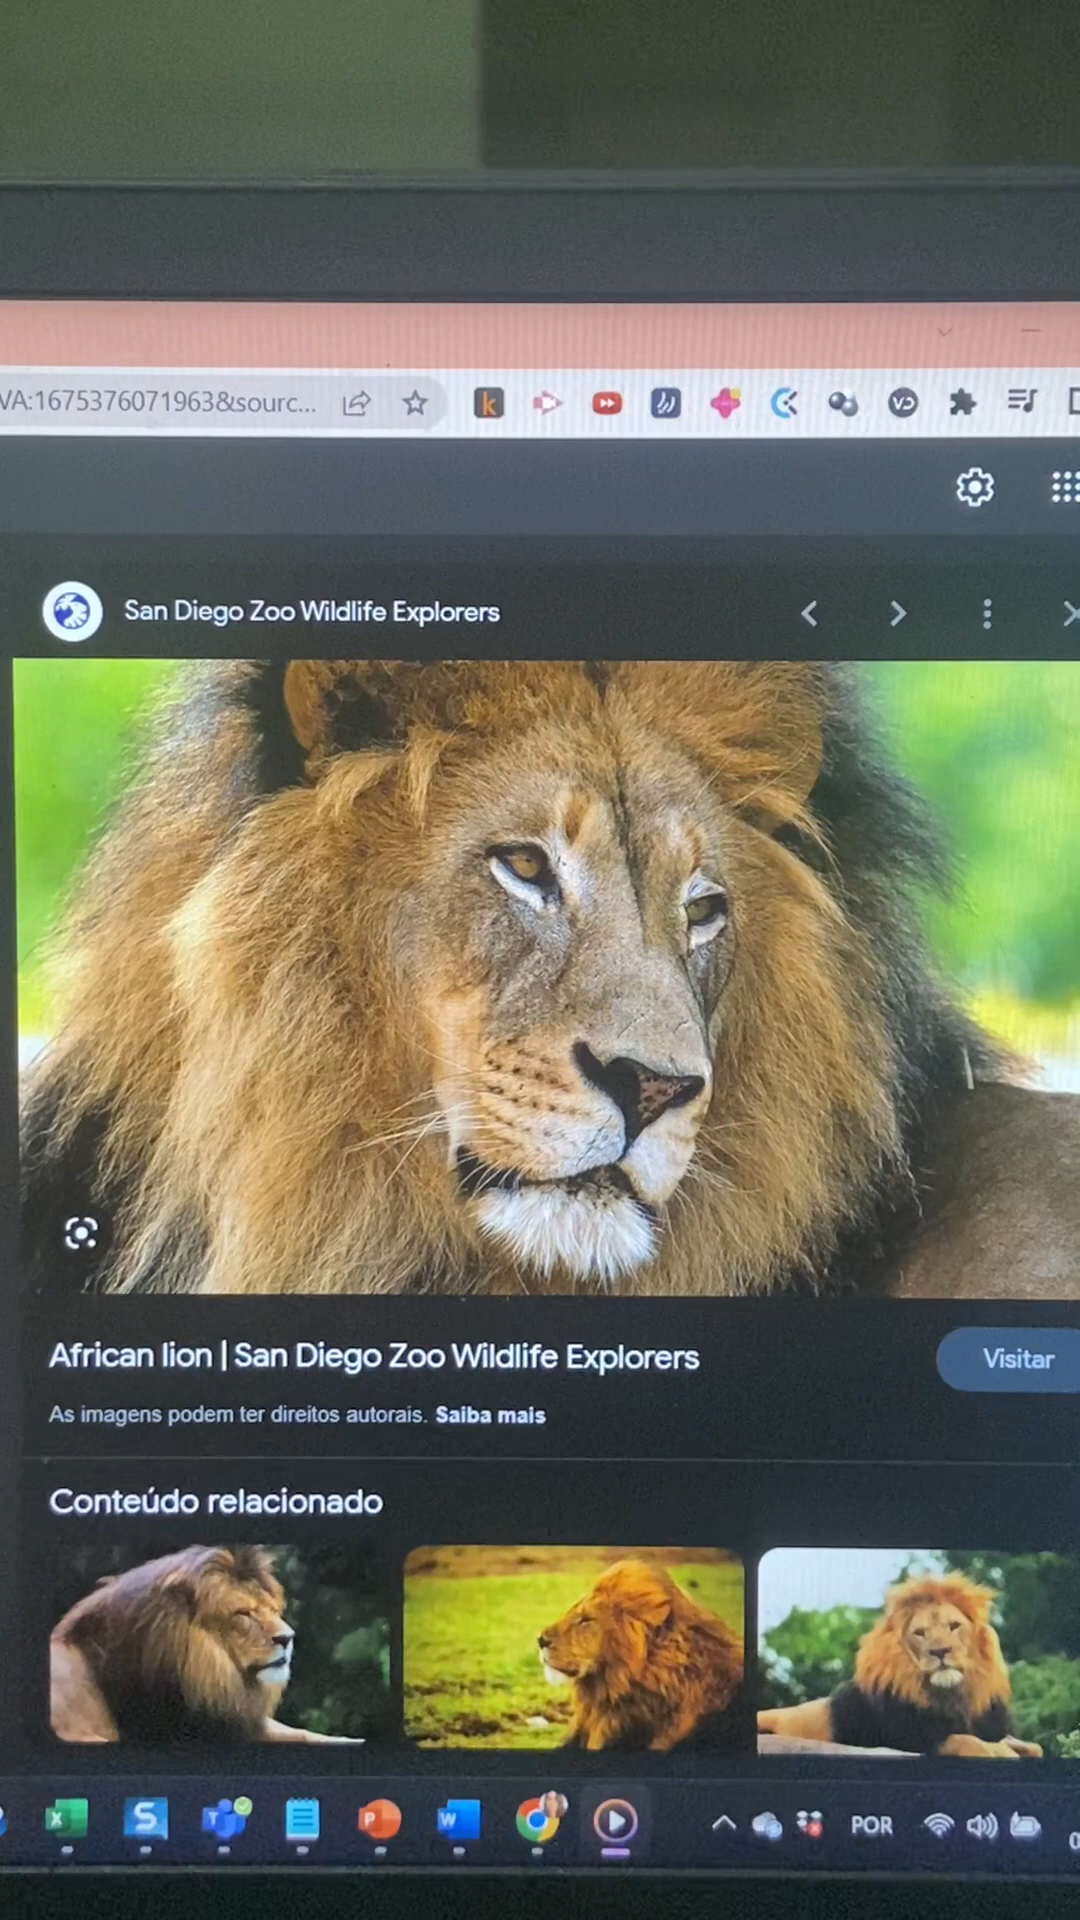 VA:1675376071963&sourc...
San Diego Zoo Wildlife Explorers
African lion | San Diego Zoo Wildlife Explorers
Visitar
As imagens podem ter direitos autorais. Saiba mais
Conteúdo relacionado
POR